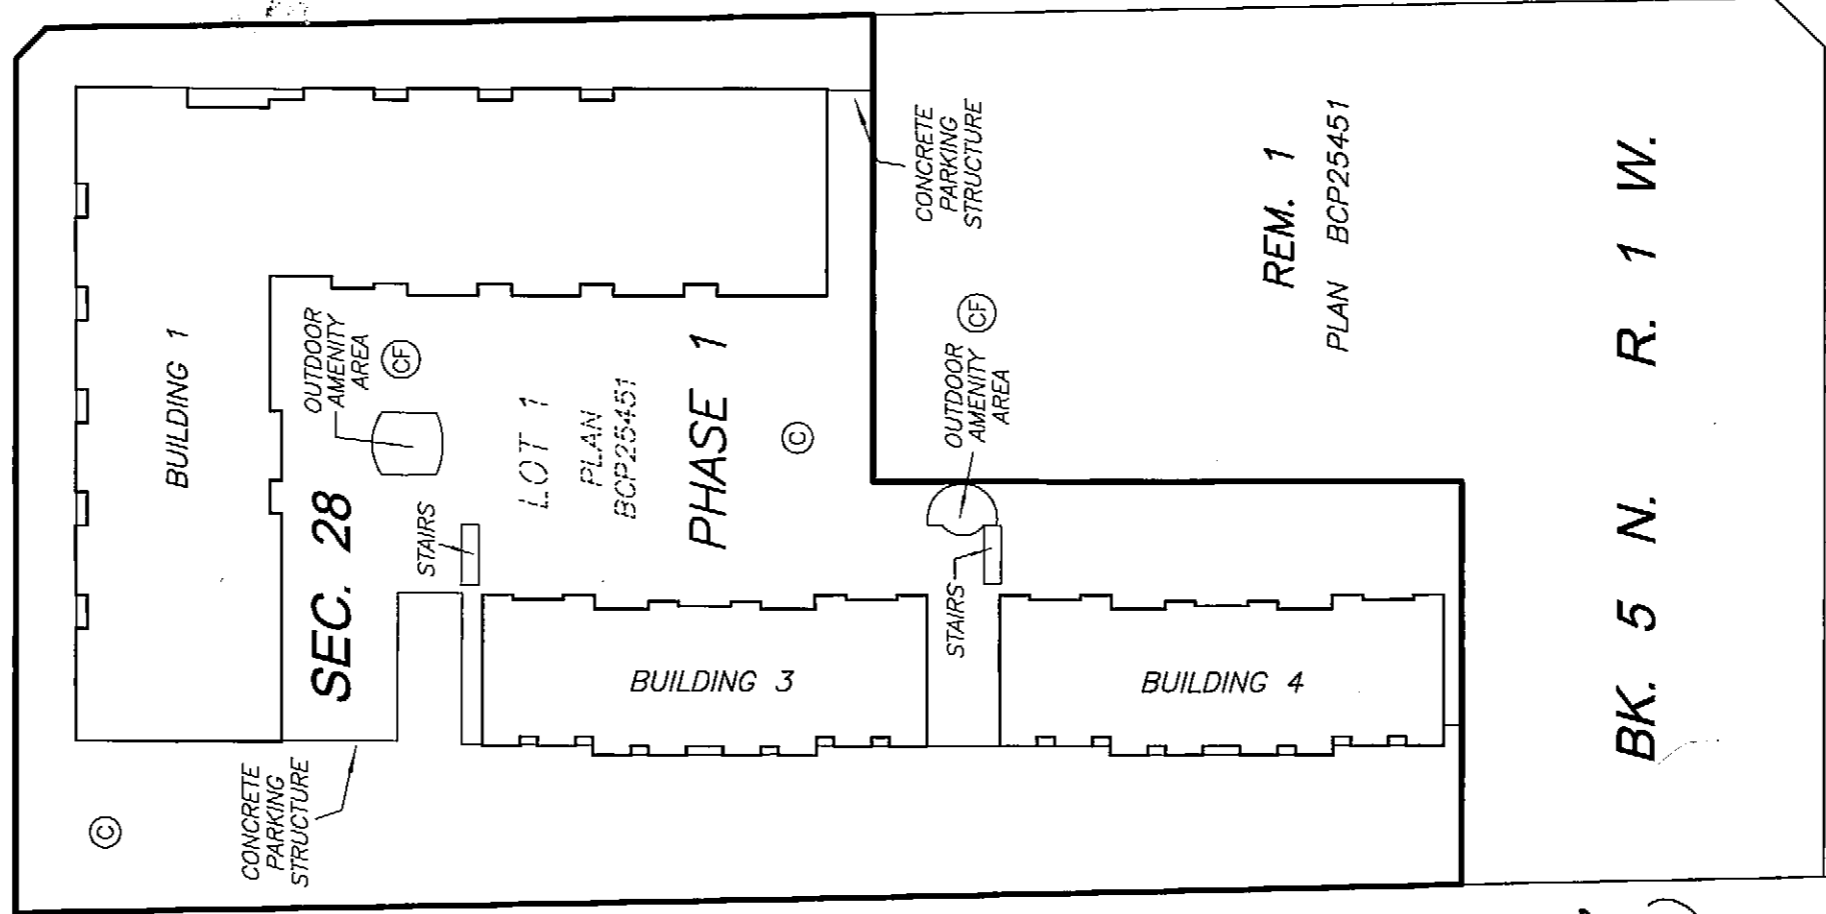 BUILDING 1
OUTDOOR
AMENITY
AREA
CF
SEC. 28
STAIRS
LOT 1
PLAN
BCP25451
PHASE 1
C
CONCRETE
PARKING
STRUCTURE
OUTDOOR
AMENITY
AREA
CF
STAIRS
BUILDING 3
BUILDING 4
CONCRETE
PARKING
STRUCTURE
C
REM. 1
PLAN BCP25451
BK. 5 N. R. 1 W.